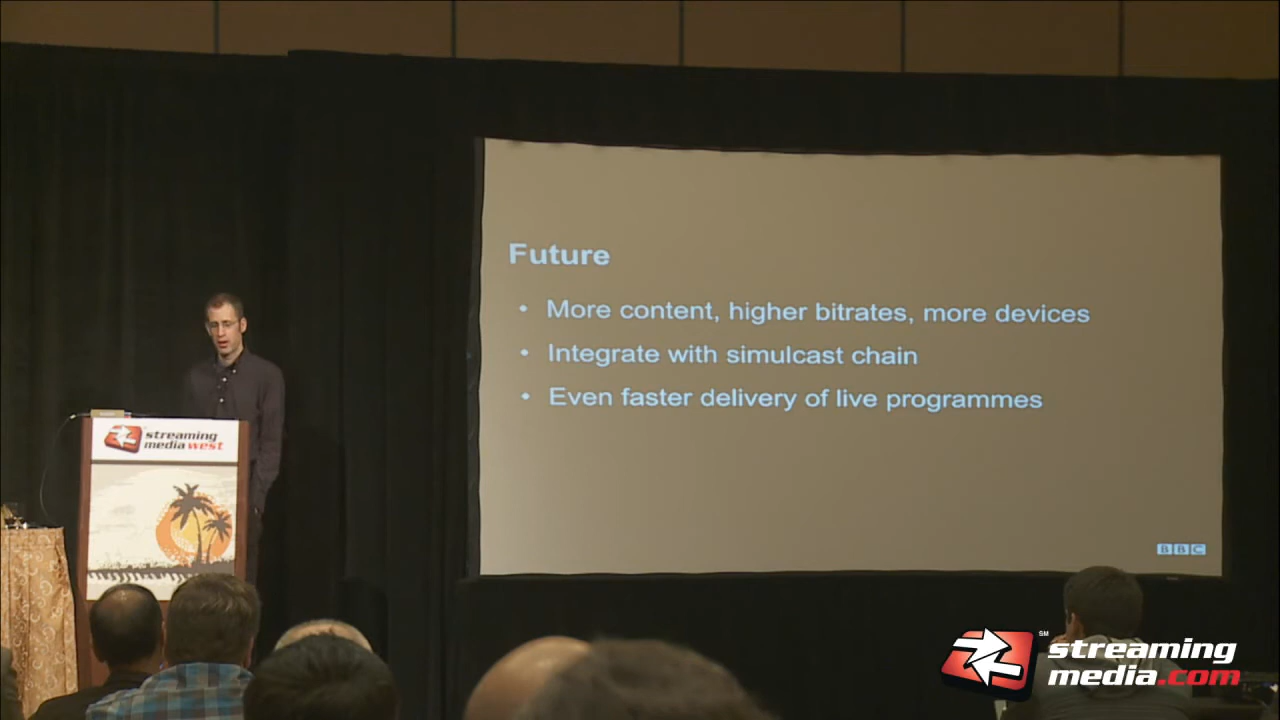 Future
• More content, higher bitrates, more devices
• Integrate with simulcast chain
• Even faster delivery of live programmes
BBC
streaming
media west
SM
streaming
media.com